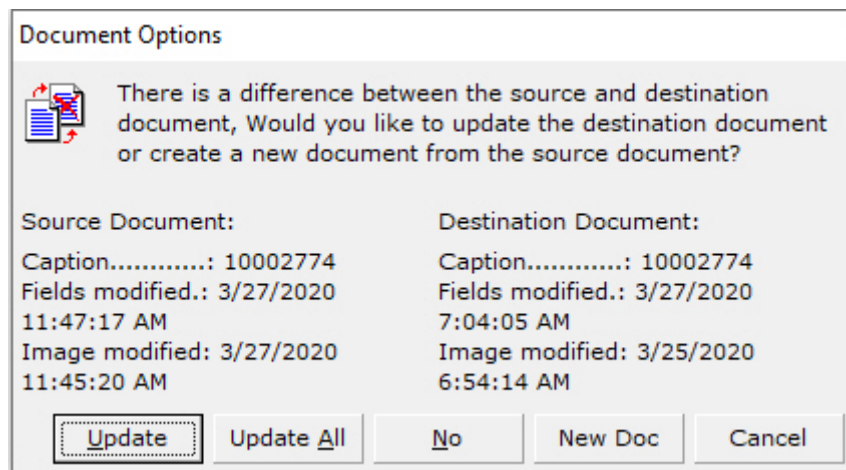 Document Options
There is a difference between the source and destination
document, Would you like to update the destination document
or create a new document from the source document?
Source Document:
Caption............: 10002774
Fields modified.: 3/27/2020
11:47:17 AM
Image modified: 3/27/2020
11:45:20 AM
Destination Document:
Caption............: 10002774
Fields modified.: 3/27/2020
7:04:05 AM
Image modified: 3/25/2020
6:54:14 AM
Update
Update All
No
New Doc
Cancel